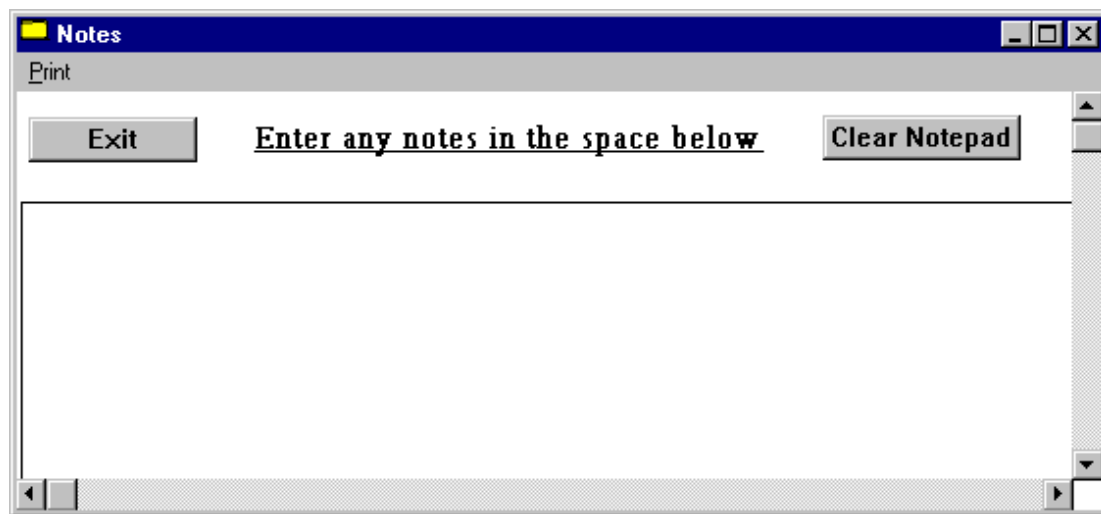 Notes
Print
Exit
Enter any notes in the space below
Clear Notepad